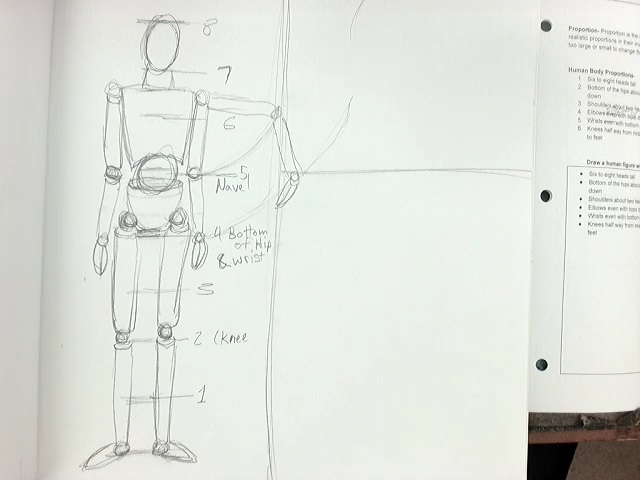 8
7
6
5
Navel
4 Bottom
of Hip
& wrist
3
2 (knee
1
Proportion- Proportion is the
realistic proportions in their
too large or small to change
Human Body Proportions-
1. Six to eight heads tall
2. Bottom of the hips
down
3. Shoulders about two
4. Elbows even with
5. Wrists even with bottom
6. Knees half way from
to feet
Draw a human figure
• Six to eight heads tall
• Bottom of the hips
down
• Shoulders about two
• Elbows even with tops
• Wrists even with bottom
• Knees half way from
feet